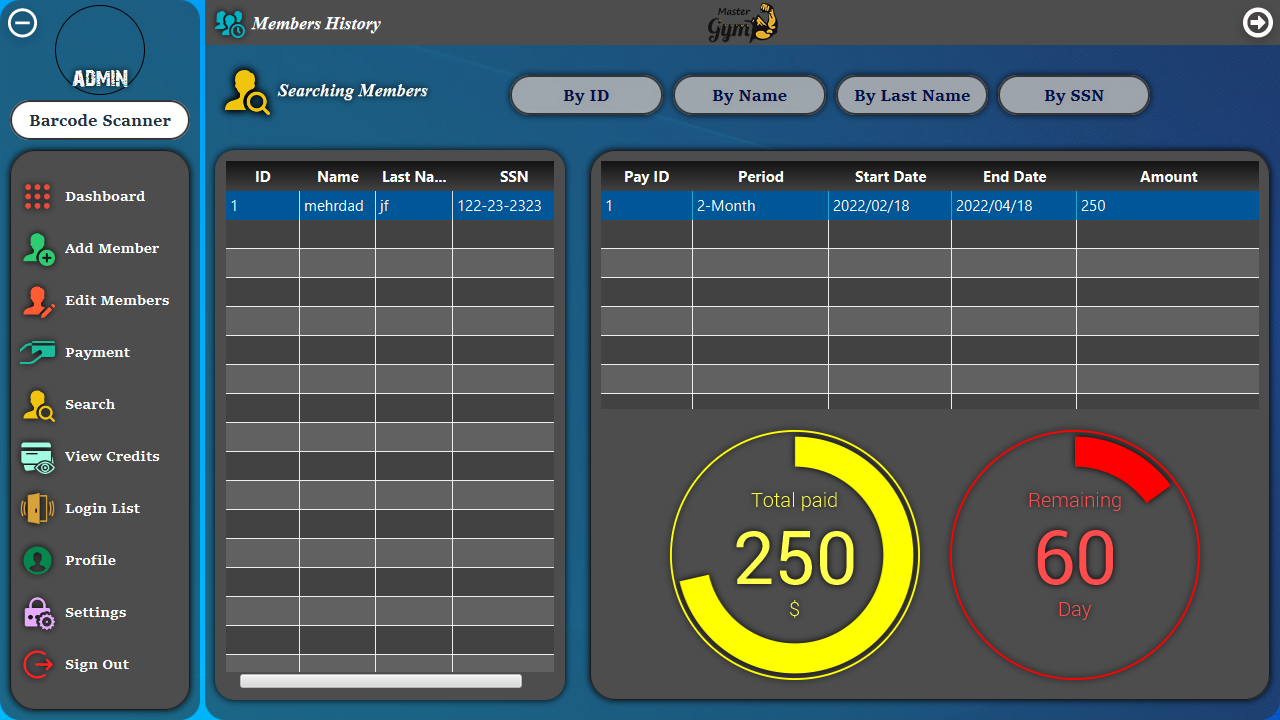 Members History
Master
Gym
ADMIN
Barcode Scanner
Dashboard
Add Member
Edit Members
Payment
Search
View Credits
Login List
Profile
Settings
Sign Out
Searching Members
By ID
By Name
By Last Name
By SSN
ID Name Last Na... SSN
1 mehrdad jf 122-23-2323
Pay ID Period Start Date End Date Amount
1 2-Month 2022/02/18 2022/04/18 250
Total paid
250
$
Remaining
60
Day